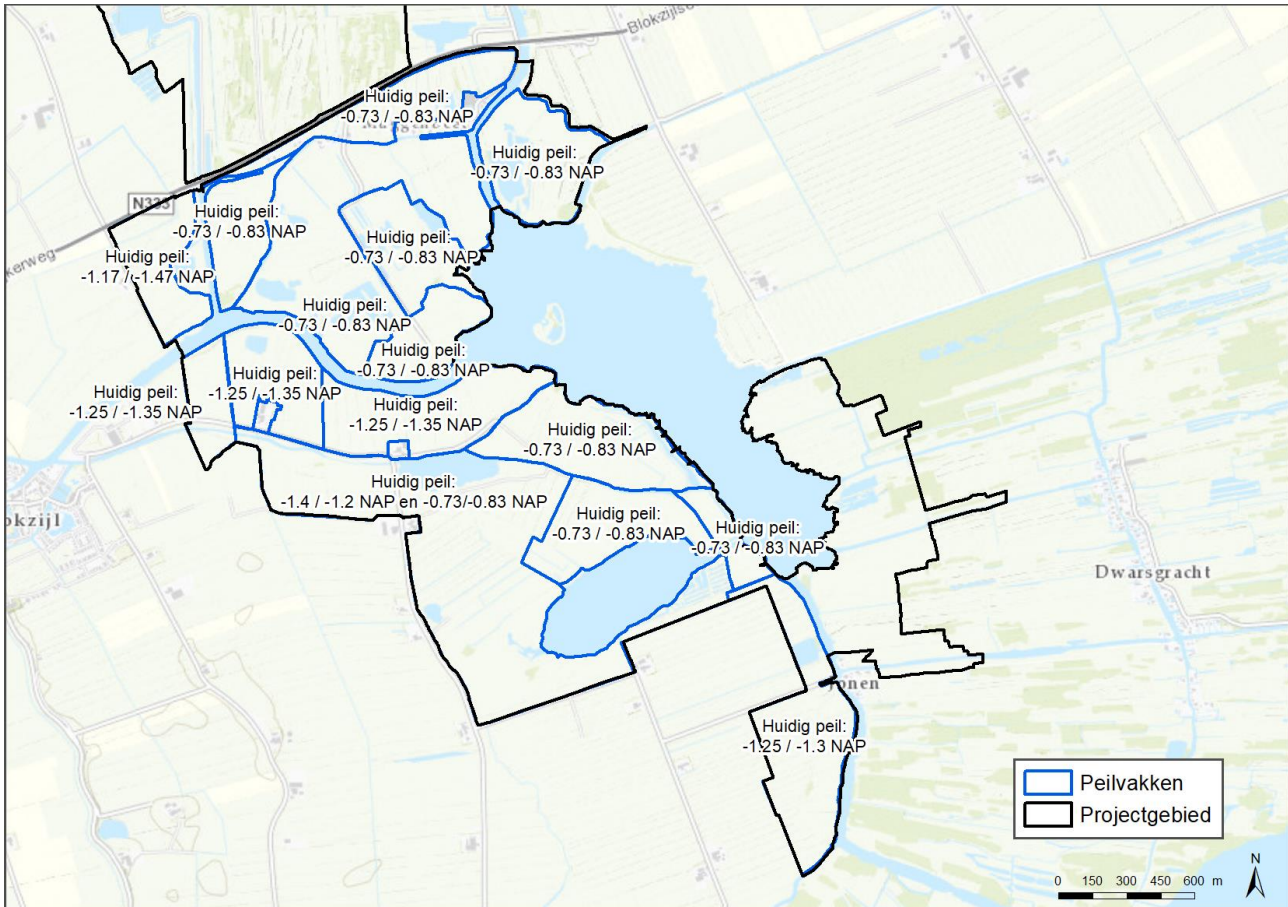 Blokzijls
Huidig peil:
-0.73 / -0.83 NAP
Huidig peil:
-0.73 / -0.83 NAP
N333
Huidig peil:
-0.73 / -0.83 NAP
Huidig peil:
-0.73 / -0.83 NAP
kerweg
Huidig peil:
-1.17 / -1.47 NAP
Huidig peil:
-0.73 / -0.83 NAP
Huidig peil:
-0.73 / -0.83 NAP
Huidig peil:
-1.25 / -1.35 NAP
Huidig peil:
-1.25 / -1.35 NAP
Huidig peil:
-1.25 / -1.35 NAP
Huidig peil:
-0.73 / -0.83 NAP
Huidig peil:
-1.4 / -1.2 NAP en -0.73/-0.83 NAP
okzijl
Huidig peil:
-0.73 / -0.83 NAP
Huidig peil:
-0.73 / -0.83 NAP
Dwarsgracht
Jonen
Huidig peil:
-1.25 / -1.3 NAP
Peilvakken
Projectgebied
N
0 150 300 450 600 m